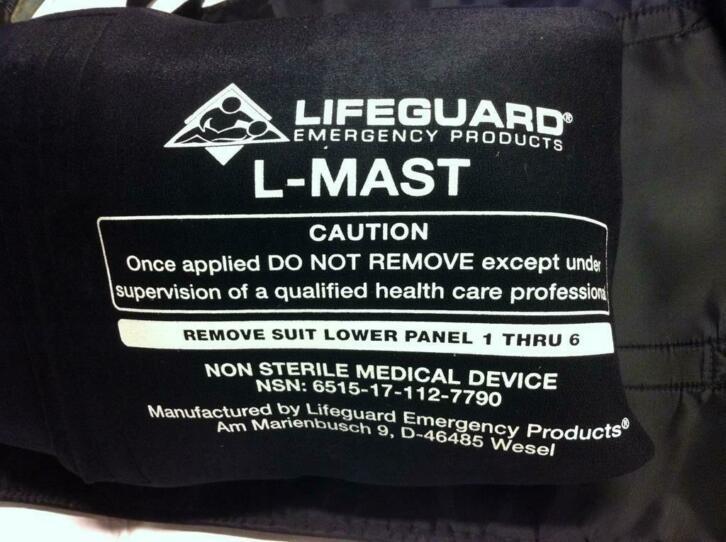 LIFEGUARD®
EMERGENCY PRODUCTS
L-MAST
CAUTION
Once applied DO NOT REMOVE except under
supervision of a qualified health care professional
REMOVE SUIT LOWER PANEL 1 THRU 6
NON STERILE MEDICAL DEVICE
NSN: 6515-17-112-7790
Manufactured by Lifeguard Emergency Products®
Am Marienbusch 9, D-46485 Wesel